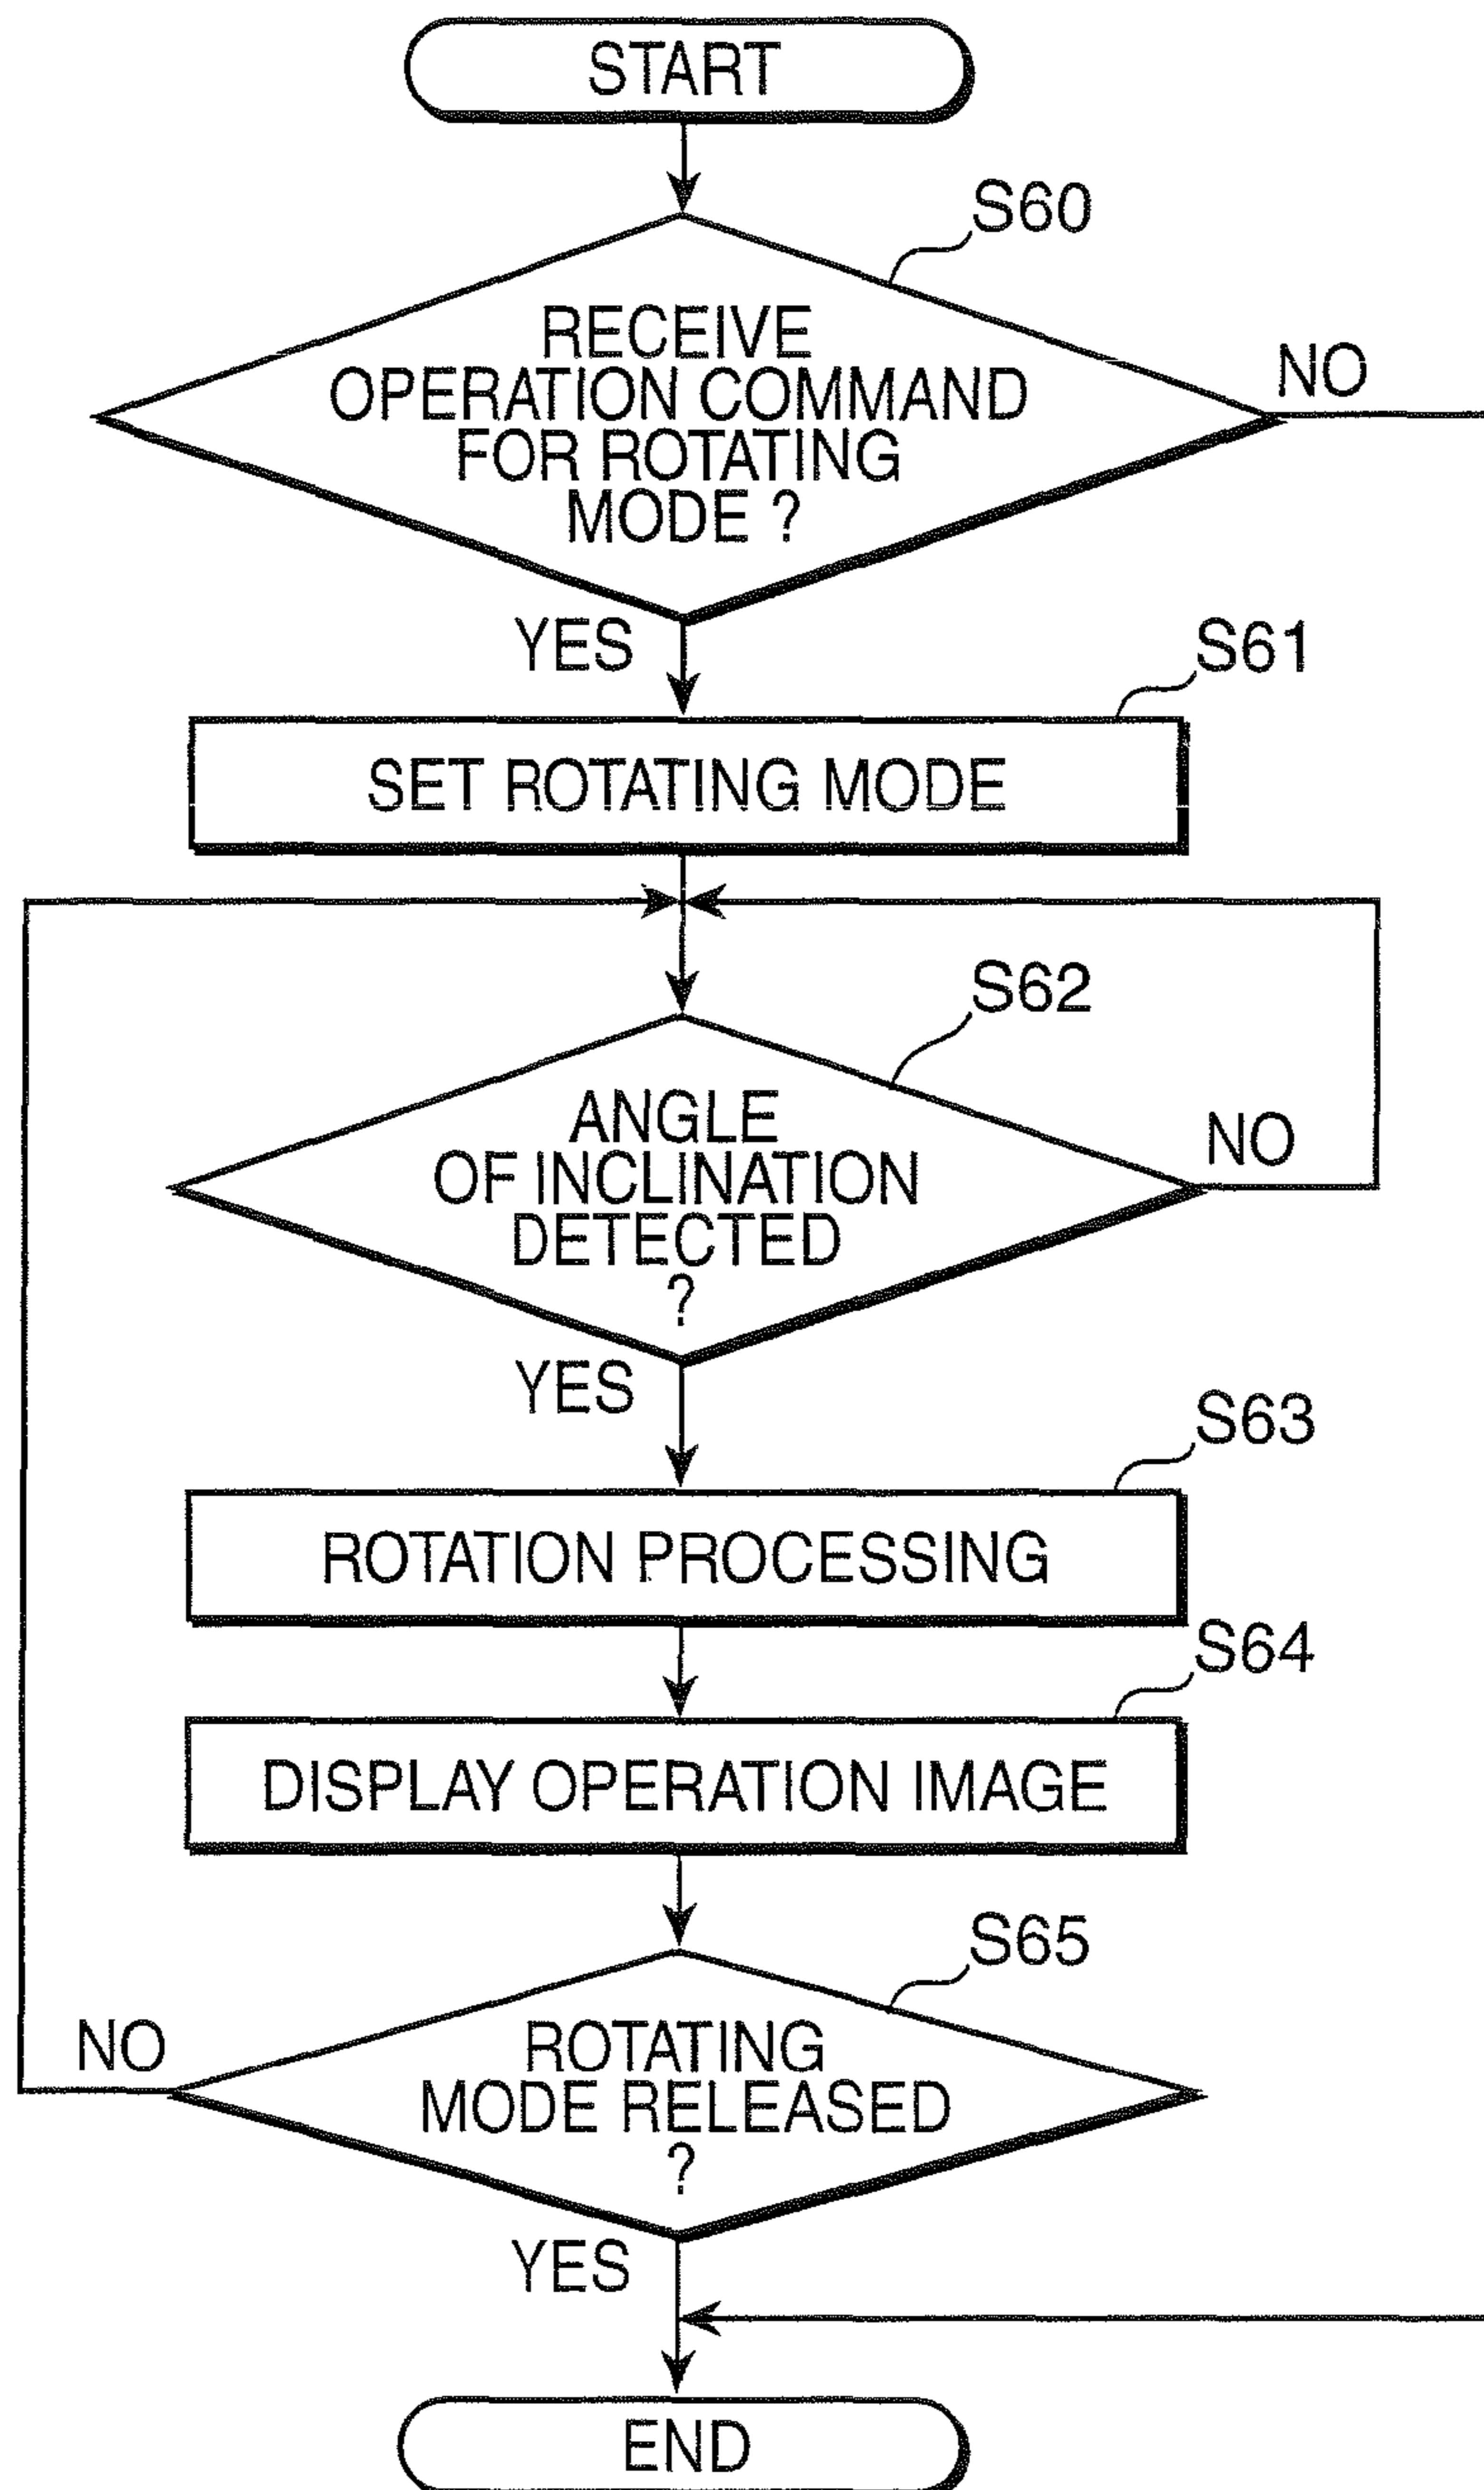 START
S60
RECEIVE
OPERATION COMMAND
FOR ROTATING
MODE ?
NO
YES
S61
SET ROTATING MODE
S62
ANGLE
OF INCLINATION
DETECTED
?
NO
YES
S63
ROTATION PROCESSING
S64
DISPLAY OPERATION IMAGE
S65
ROTATING
MODE RELEASED
?
NO
YES
END